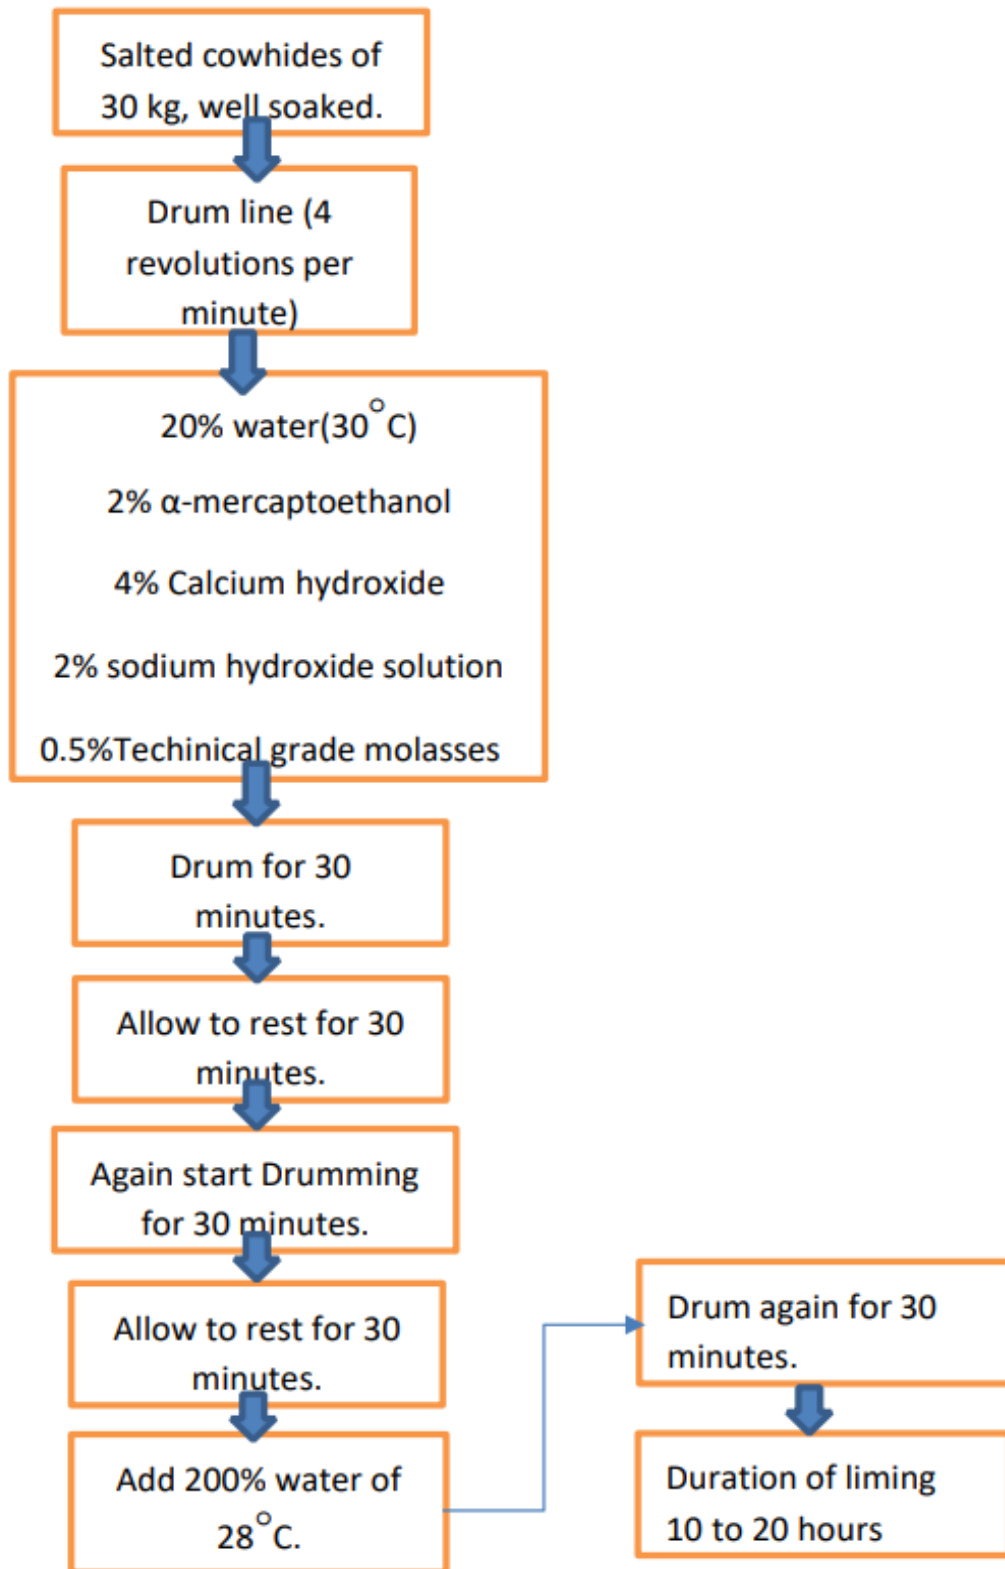 Salted cowhides of
30 kg, well soaked.
Drum line (4
revolutions per
minute)
20% water(30°C)
2% α-mercaptoethanol
4% Calcium hydroxide
2% sodium hydroxide solution
0.5%Techinical grade molasses
Drum for 30
minutes.
Allow to rest for 30
minutes.
Again start Drumming
for 30 minutes.
Allow to rest for 30
minutes.
Add 200% water of
28°C.
Drum again for 30
minutes.
Duration of liming
10 to 20 hours